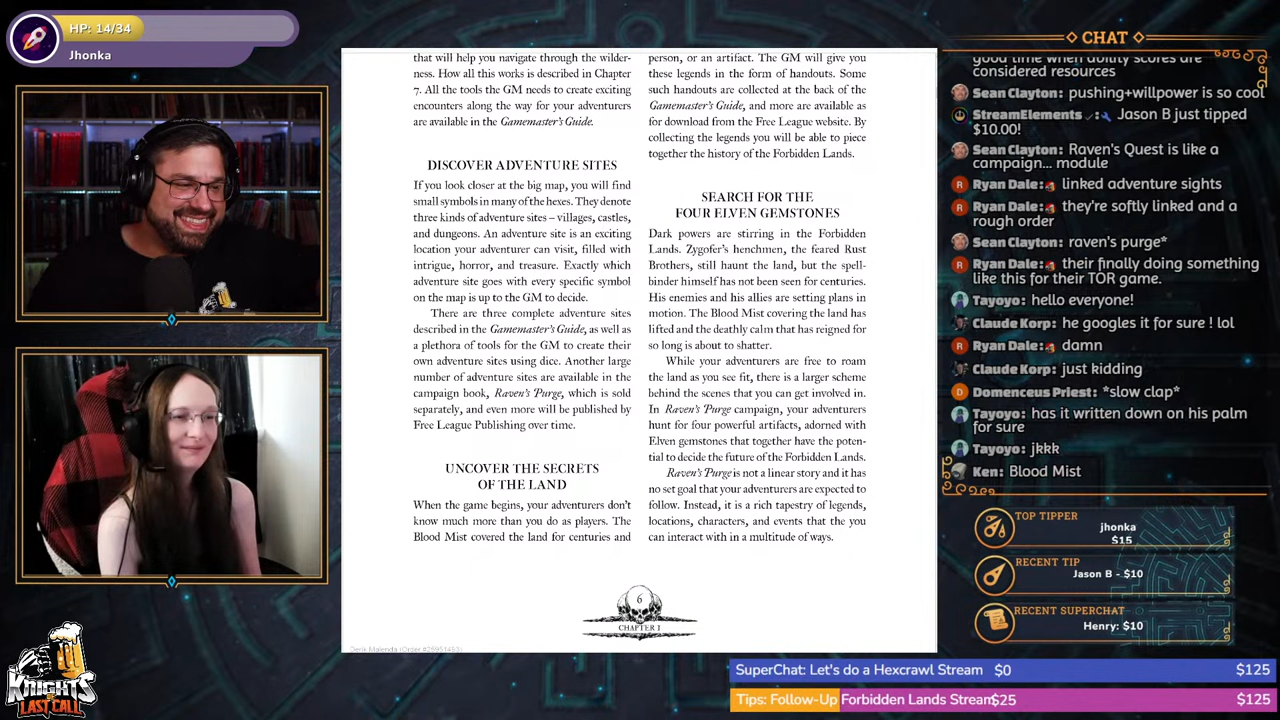 HP: 14/34
Jhonka
that will help you navigate through the wilder-
ness. How all this works is described in Chapter
7. All the tools the GM needs to create exciting
encounters along the way for your adventurers
are available in the Gamemaster's Guide.
DISCOVER ADVENTURE SITES
If you look closer at the big map, you will find
small symbols in many of the hexes. They denote
three kinds of adventure sites – villages, castles,
and dungeons. An adventure site is an exciting
location your adventurer can visit, filled with
intrigue, horror, and treasure. Exactly which
adventure site goes with every specific symbol
on the map is up to the GM to decide.
There are three complete adventure sites
described in the Gamemaster's Guide, as well as
a plethora of tools for the GM to create their
own adventure sites using dice. Another large
number of adventure sites are available in the
campaign book, Raven's Purge, which is sold
separately, and even more will be published by
Free League Publishing over time.
UNCOVER THE SECRETS
OF THE LAND
When the game begins, your adventurers don't
know much more than you do as players. The
Blood Mist covered the land for centuries and
person, or an artifact. The GM will give you
these legends in the form of handouts. Some
such handouts are collected at the back of the
Gamemaster's Guide, and more are available as
for download from the Free League website. By
collecting the legends you will be able to piece
together the history of the Forbidden Lands.
SEARCH FOR THE
FOUR ELVEN GEMSTONES
Dark powers are stirring in the Forbidden
Lands. Zygofer's henchmen, the feared Rust
Brothers, still haunt the land, but the spell-
binder himself has not been seen for centuries.
His enemies and his allies are setting plans in
motion. The Blood Mist covering the land has
lifted and the deathly calm that has reigned for
so long is about to shatter.
While your adventurers are free to roam
the land as you see fit, there is a larger scheme
behind the scenes that you can get involved in.
In Raven's Purge campaign, your adventurers
hunt for four powerful artifacts, adorned with
Elven gemstones that together have the poten-
tial to decide the future of the Forbidden Lands.
Raven's Purge is not a linear story and it has
no set goal that your adventurers are expected to
follow. Instead, it is a rich tapestry of legends,
locations, characters, and events that the you
can interact with in a multitude of ways.
6
CHAPTER 1
CHAT
good time when ability scores are
considered resources
Sean Clayton: pushing+willpower is so cool
StreamElements : Jason B just tipped
$10.00!
Sean Clayton: Raven's Quest is like a
campaign... module
Ryan Dale: linked adventure sights
Ryan Dale: they're softly linked and a
rough order
Sean Clayton: raven's purge*
Ryan Dale: their finally doing something
like this for their TOR game.
Tayoyo: hello everyone!
Claude Korp: he googles it for sure ! lol
Ryan Dale: damn
Claude Korp: just kidding
Domenceus Priest: *slow clap*
Tayoyo: has it written down on his palm
for sure
Tayoyo: jkkk
Ken: Blood Mist
TOP TIPPER
jhonka
$15
RECENT TIP
Jason B - $10
RECENT SUPERCHAT
Henry: $10
SuperChat: Let's do a Hexcrawl Stream $0 $125
Tips: Follow-Up Forbidden Lands Stream $25 $125
KNIGHTS
LAST CALL